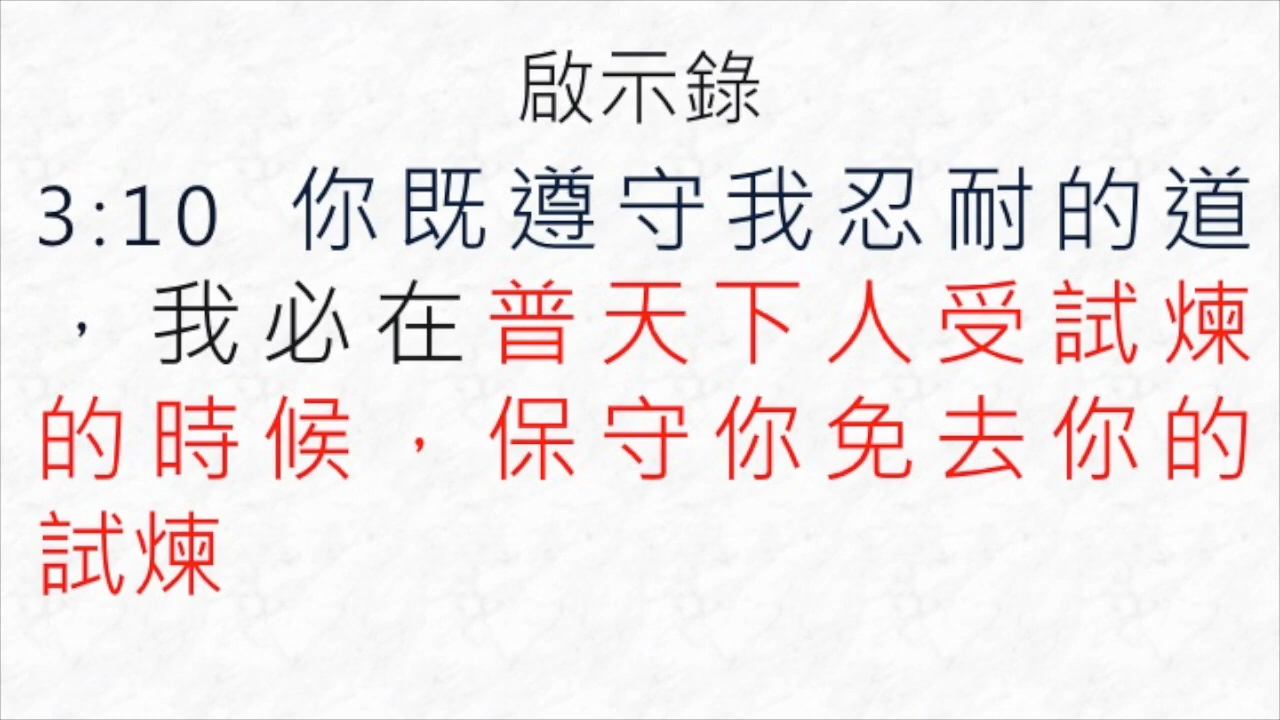 啟示錄
3:10 你既遵守我忍耐的道
，我必在普天下人受試煉
的時候，保守你免去你的
試煉